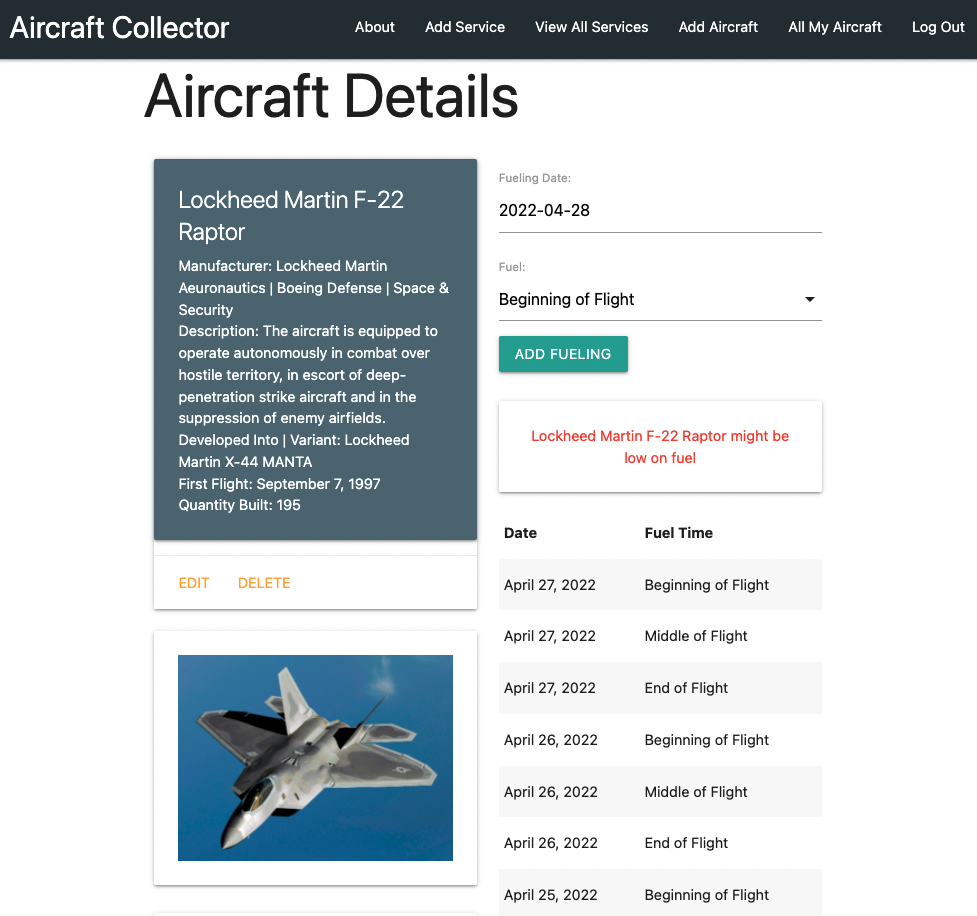 Aircraft Collector
About
Add Service
View All Services
Add Aircraft
All My Aircraft
Log Out
Aircraft Details
Lockheed Martin F-22
Raptor
Manufacturer: Lockheed Martin
Aeuronautics | Boeing Defense | Space &
Security
Description: The aircraft is equipped to
operate autonomously in combat over
hostile territory, in escort of deep-
penetration strike aircraft and in the
suppression of enemy airfields.
Developed Into | Variant: Lockheed
Martin X-44 MANTA
First Flight: September 7, 1997
Quantity Built: 195
EDIT
DELETE
Fueling Date:
2022-04-28
Fuel:
Beginning of Flight
ADD FUELING
Lockheed Martin F-22 Raptor might be
low on fuel
Date Fuel Time
April 27, 2022 Beginning of Flight
April 27, 2022 Middle of Flight
April 27, 2022 End of Flight
April 26, 2022 Beginning of Flight
April 26, 2022 Middle of Flight
April 26, 2022 End of Flight
April 25, 2022 Beginning of Flight